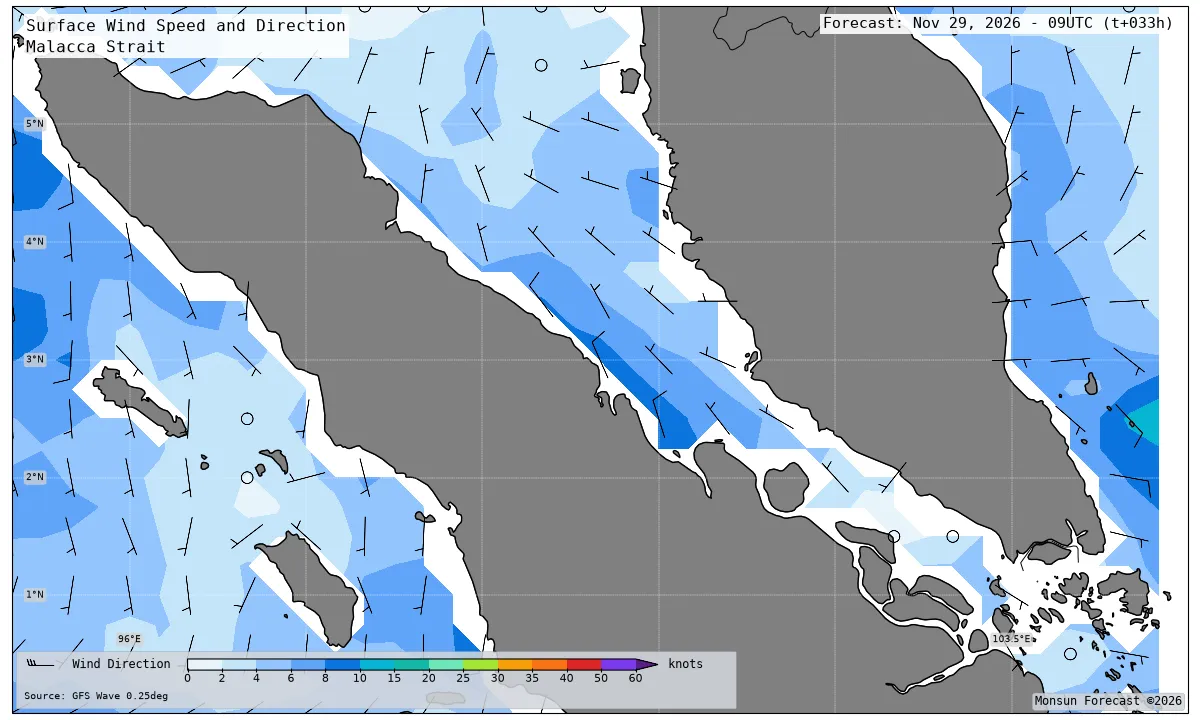 Surface Wind Speed and Direction
Malacca Strait
Forecast: Nov 29, 2026 - 09UTC (t+033h)
5°N
4°N
3°N
2°N
1°N
96°E
103.5°E
Wind Direction
knots
0 2 4 6 8 10 15 20 25 30 35 40 50 60
Source: GFS Wave 0.25deg
Monsun Forecast ©2026